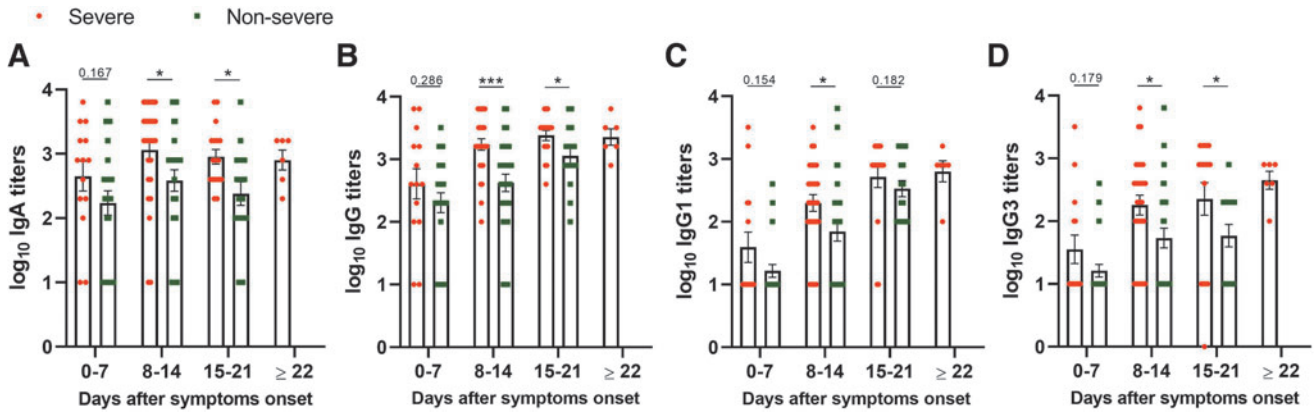 Severe Non-severe
A B C D
0.167 * *
0.286 *** *
0.154 * 0.182
0.179 * *
log₁₀ IgA titers
4
3
2
1
0
0-7 8-14 15-21 ≥ 22
Days after symptoms onset
log₁₀ IgG titers
4
3
2
1
0
0-7 8-14 15-21 ≥ 22
Days after symptoms onset
log₁₀ IgG1 titers
4
3
2
1
0
0-7 8-14 15-21 ≥ 22
Days after symptoms onset
log₁₀ IgG3 titers
4
3
2
1
0
0-7 8-14 15-21 ≥ 22
Days after symptoms onset